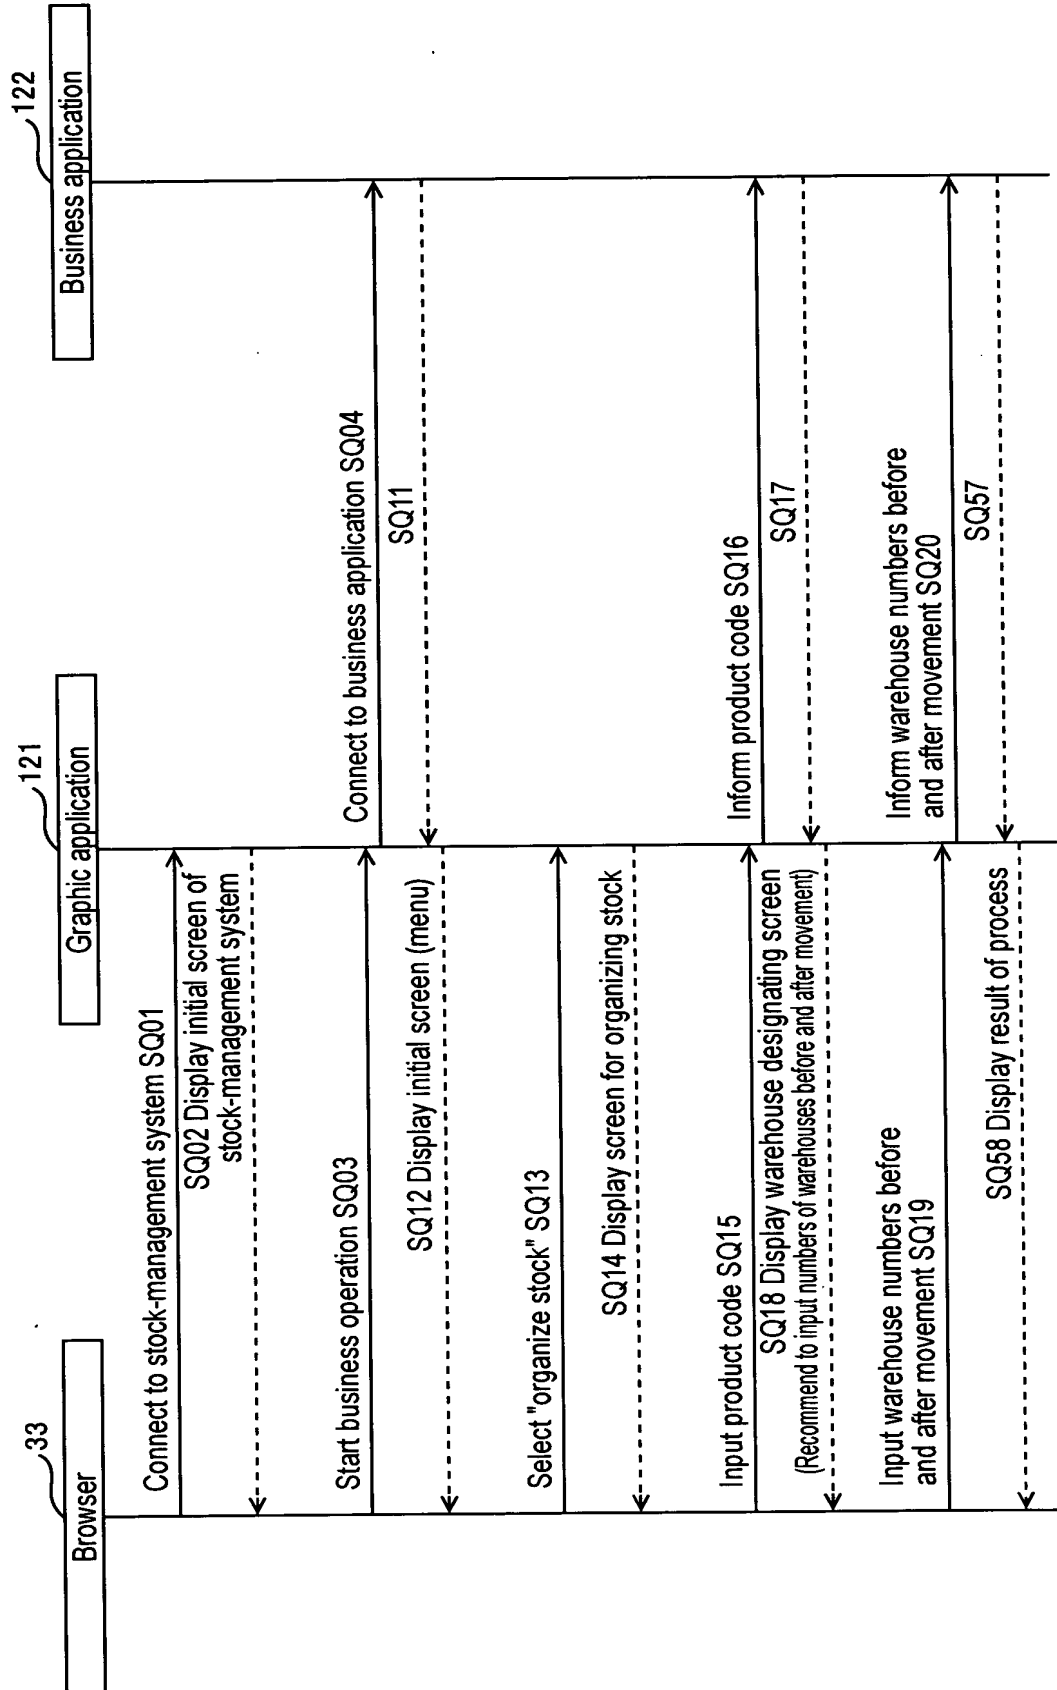 33
Browser
121
Graphic application
122
Business application
Connect to stock-management system SQ01
SQ02 Display initial screen of
stock-management system
Start business operation SQ03
Connect to business application SQ04
SQ11
SQ12 Display initial screen (menu)
Select "organize stock" SQ13
SQ14 Display screen for organizing stock
Input product code SQ15
Inform product code SQ16
SQ17
SQ18 Display warehouse designating screen
(Recommend to input numbers of warehouses before and after movement)
Input warehouse numbers before
and after movement SQ19
Inform warehouse numbers before
and after movement SQ20
SQ57
SQ58 Display result of process